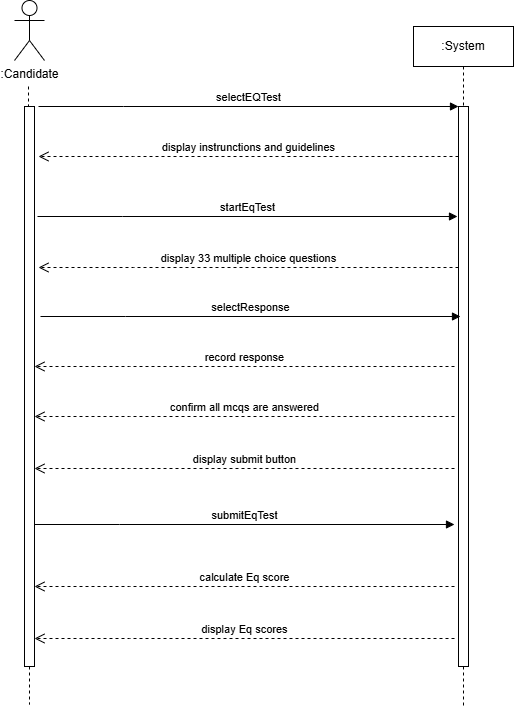 :Candidate
:System
selectEQTest
display instrunctions and guidelines
startEqTest
display 33 multiple choice questions
selectResponse
record response
confirm all mcqs are answered
display submit button
submitEqTest
calculate Eq score
display Eq scores